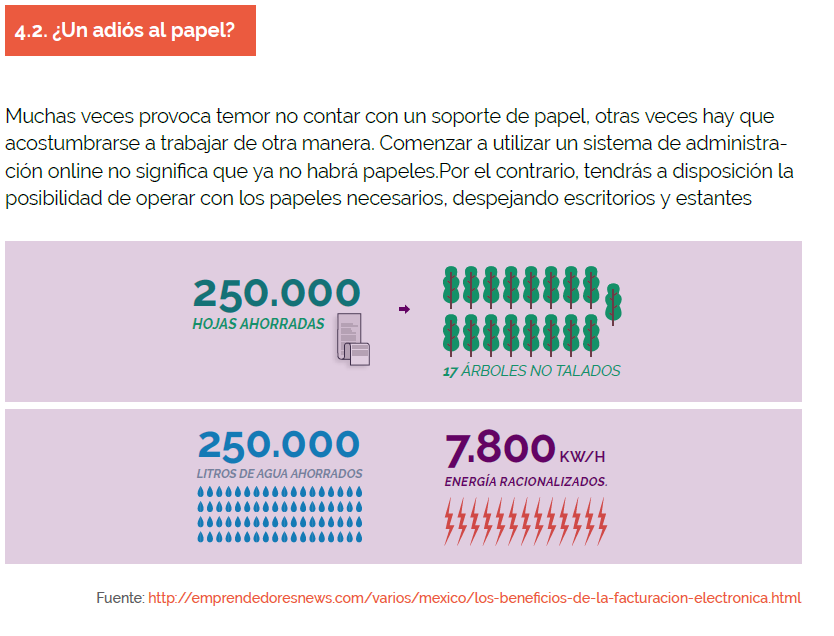 4.2. ¿Un adiós al papel?
Muchas veces provoca temor no contar con un soporte de papel, otras veces hay que
acostumbrarse a trabajar de otra manera. Comenzar a utilizar un sistema de administra-
ción online no significa que ya no habrá papeles.Por el contrario, tendrás a disposición la
posibilidad de operar con los papeles necesarios, despejando escritorios y estantes
250.000
HOJAS AHORRADAS
17 ÁRBOLES NO TALADOS
250.000
LITROS DE AGUA AHORRADOS
7.800 KW/H
ENERGÍA RACIONALIZADOS.
Fuente: http://emprendedoresnews.com/varios/mexico/los-beneficios-de-la-facturacion-electronica.html